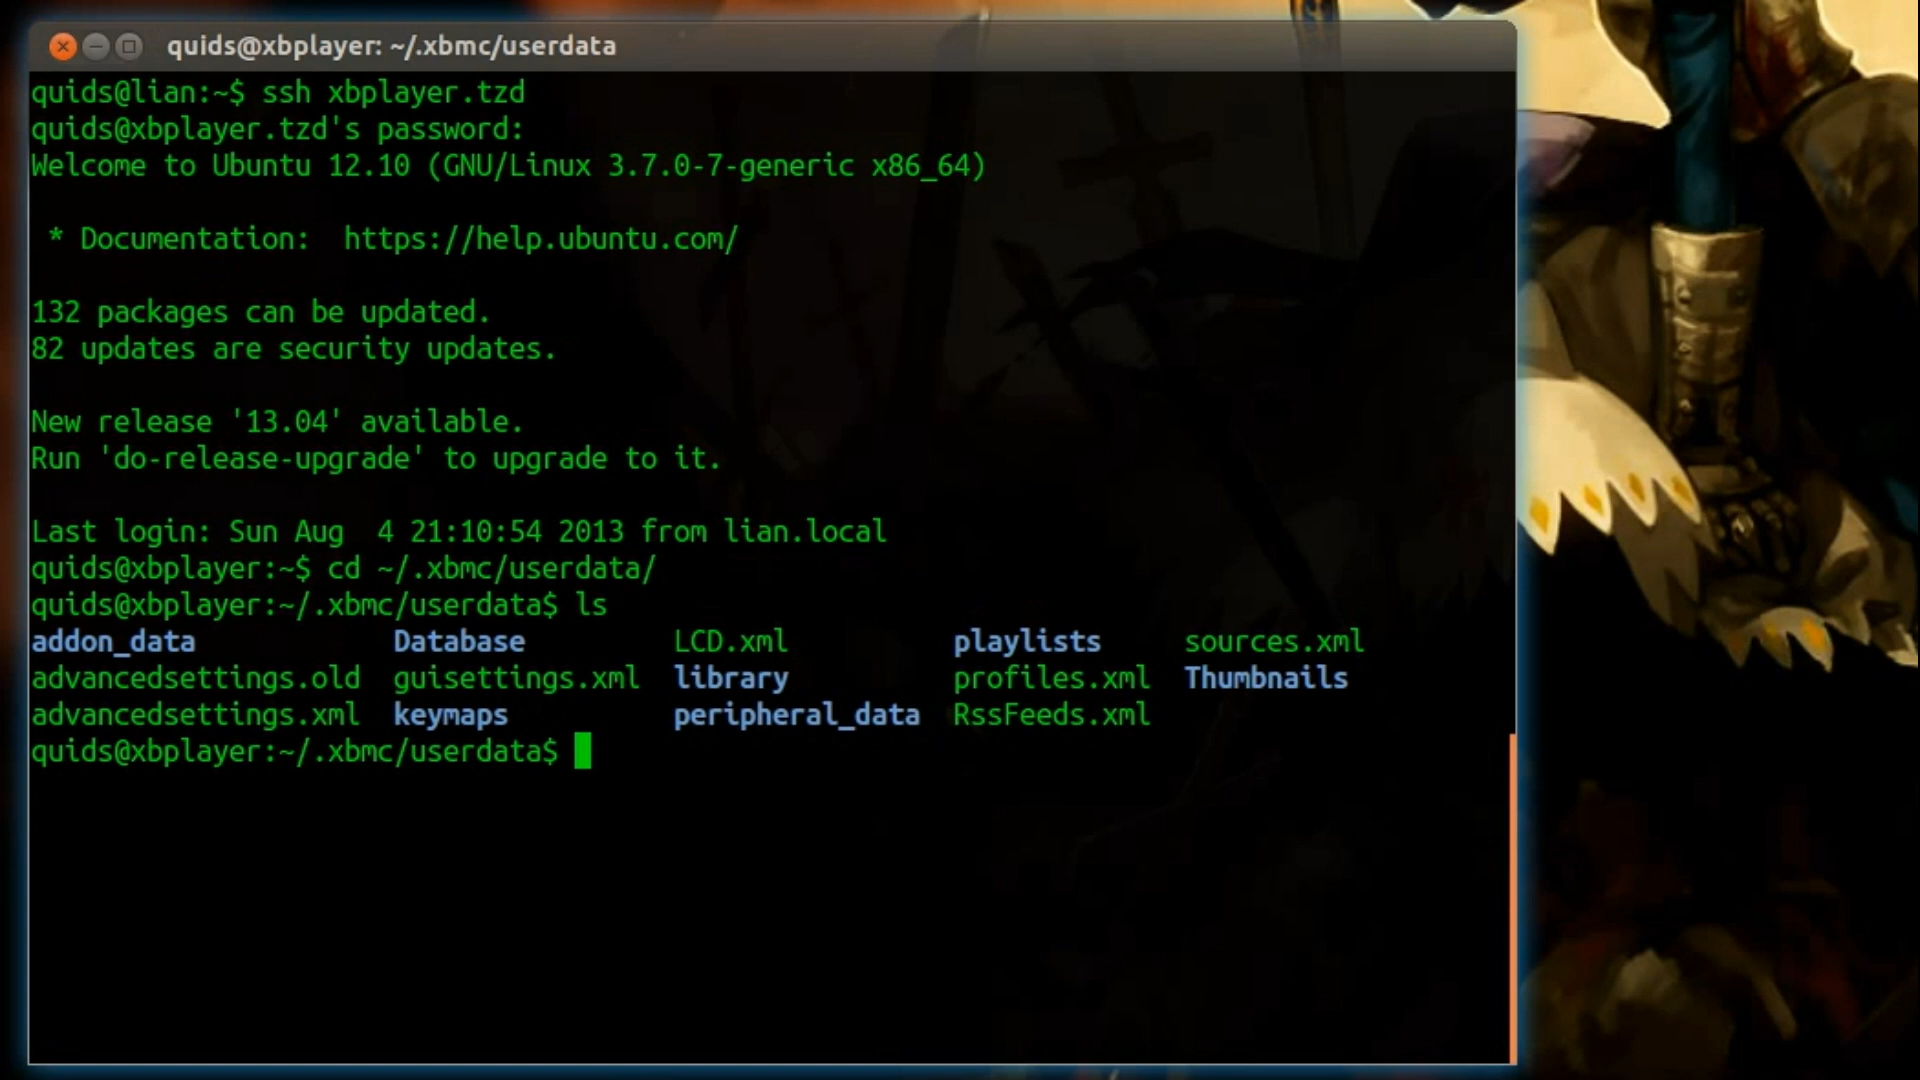 quids@xbplayer: ~/.xbmc/userdata
quids@lian:~$ ssh xbplayer.tzd
quids@xbplayer.tzd's password:
Welcome to Ubuntu 12.10 (GNU/Linux 3.7.0-7-generic x86_64)
* Documentation:  https://help.ubuntu.com/
132 packages can be updated.
82 updates are security updates.
New release '13.04' available.
Run 'do-release-upgrade' to upgrade to it.
Last login: Sun Aug  4 21:10:54 2013 from lian.local
quids@xbplayer:~$ cd ~/.xbmc/userdata/
quids@xbplayer:~/.xbmc/userdata$ ls
addon_data            Database         LCD.xml          playlists     sources.xml
advancedsettings.old  guisettings.xml  library          profiles.xml  Thumbnails
advancedsettings.xml  keymaps          peripheral_data  RssFeeds.xml
quids@xbplayer:~/.xbmc/userdata$